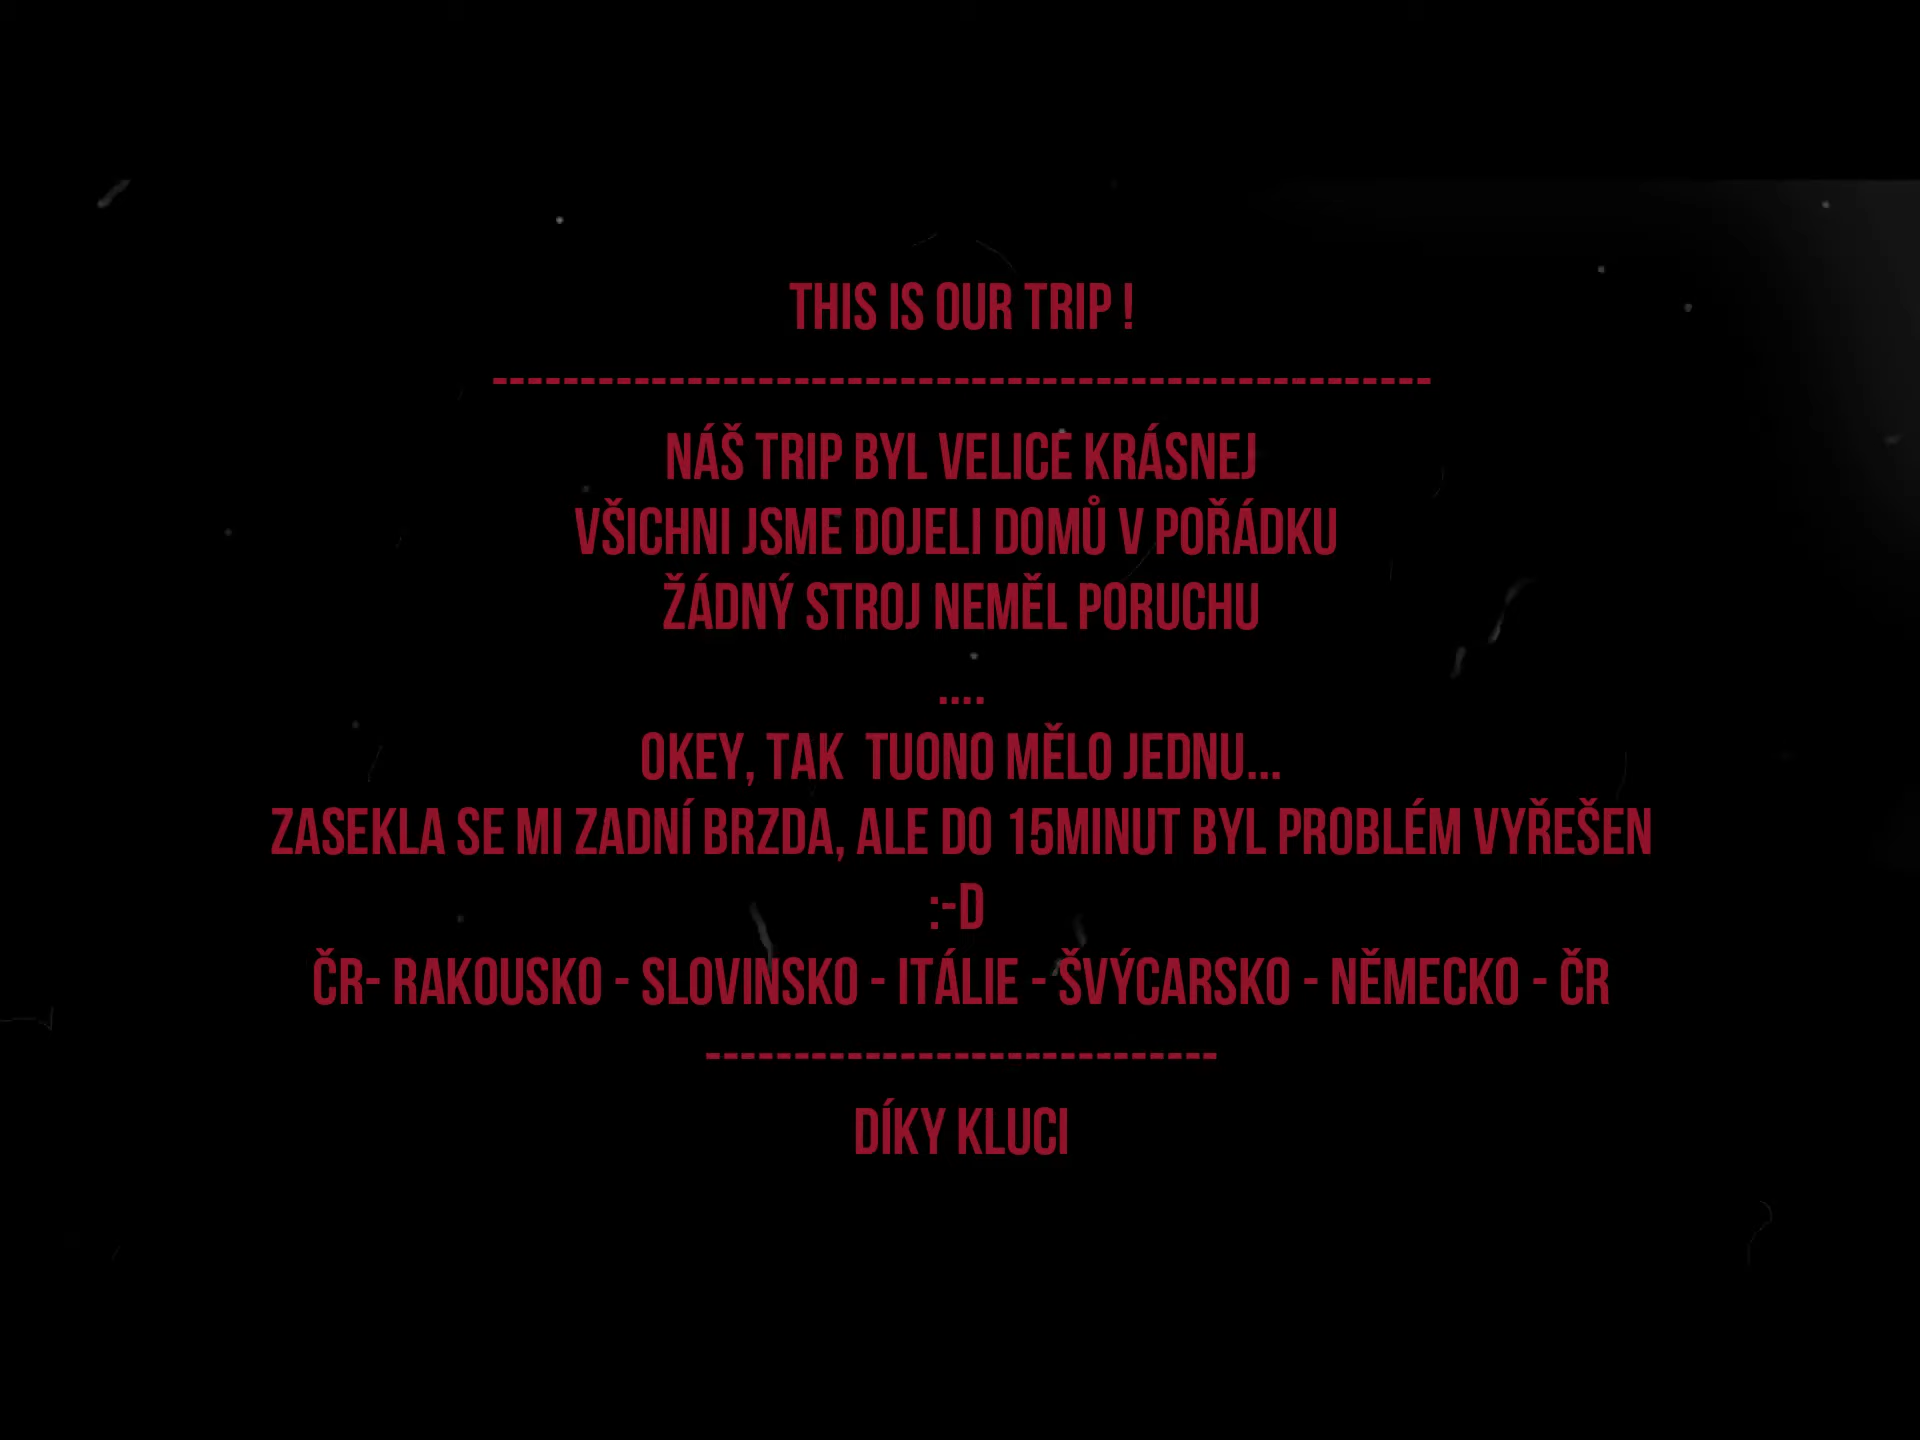 THIS IS OUR TRIP !
-----------------------------------------------------
NÁŠ TRIP BYL VELICE KRÁSNEJ
VŠICHNI JSME DOJELI DOMŮ V POŘÁDKU
ŽÁDNÝ STROJ NEMĚL PORUCHU
....
OKEY, TAK  TUONO MĚLO JEDNU...
ZASEKLA SE MI ZADNÍ BRZDA, ALE DO 15MINUT BYL PROBLÉM VYŘEŠEN
:-D
ČR- RAKOUSKO - SLOVINSKO - ITÁLIE - ŠVÝCARSKO - NĚMECKO - ČR
-----------------------------
DÍKY KLUCI